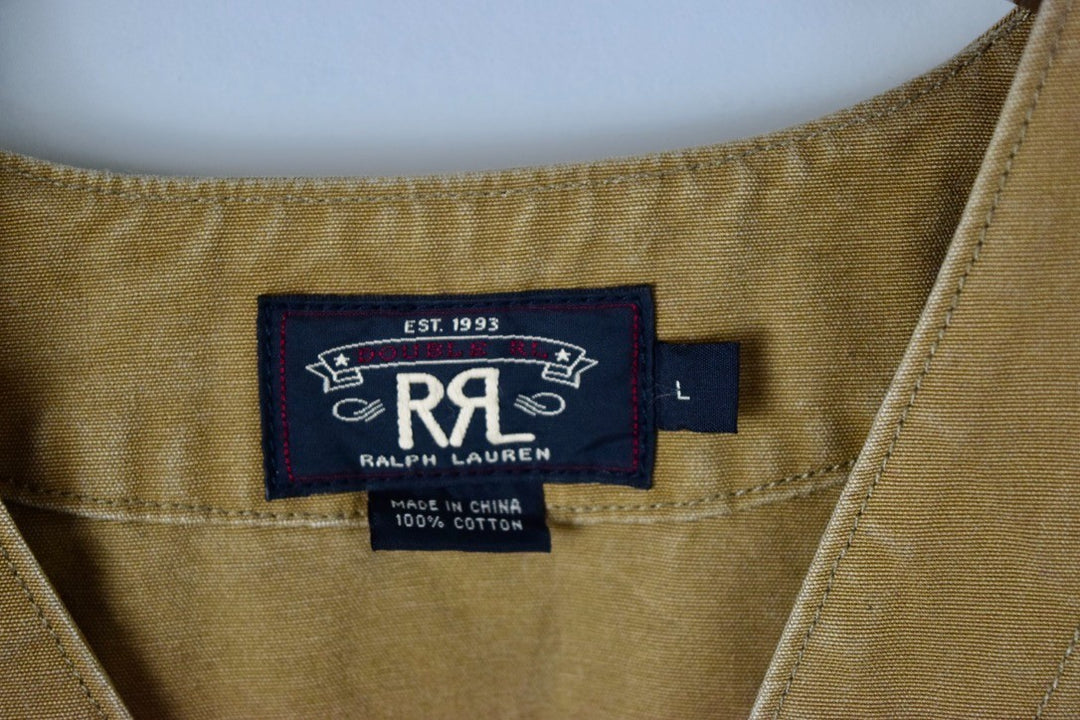 EST. 1993
DOUBLE RL
RRL
RALPH LAUREN
L
MADE IN CHINA
100% COTTON